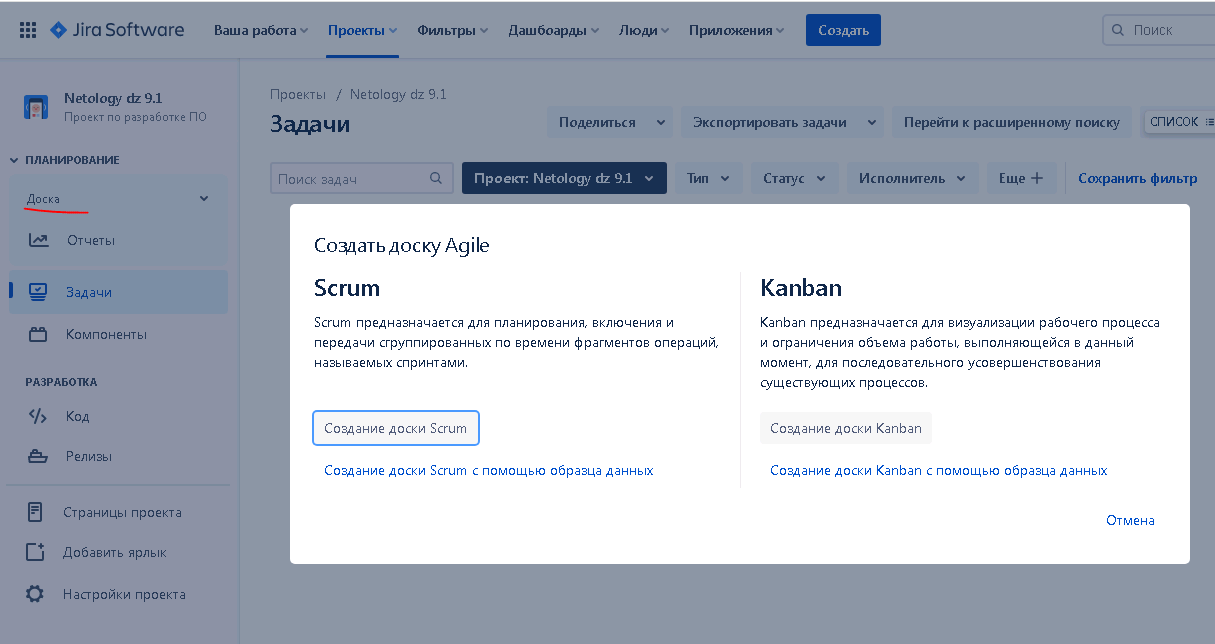 Jira Software
Ваша работа
Проекты
Фильтры
Дашбоарды
Люди
Приложения
Создать
Поиск
Netology dz 9.1
Проект по разработке ПО
ПЛАНИРОВАНИЕ
Доска
Отчеты
Задачи
Компоненты
РАЗРАБОТКА
Код
Релизы
Страницы проекта
Добавить ярлык
Настройки проекта
Проекты / Netology dz 9.1
Задачи
Поделиться
Экспортировать задачи
Перейти к расширенному поиску
СПИСОК
Поиск задач
Проект: Netology dz 9.1
Тип
Статус
Исполнитель
Еще +
Сохранить фильтр
Создать доску Agile
Scrum
Scrum предназначается для планирования, включения и
передачи сгруппированных по времени фрагментов операций,
называемых спринтами.
Создание доски Scrum
Создание доски Scrum с помощью образца данных
Kanban
Kanban предназначается для визуализации рабочего процесса
и ограничения объема работы, выполняющейся в данный
момент, для последовательного усовершенствования
существующих процессов.
Создание доски Kanban
Создание доски Kanban с помощью образца данных
Отмена